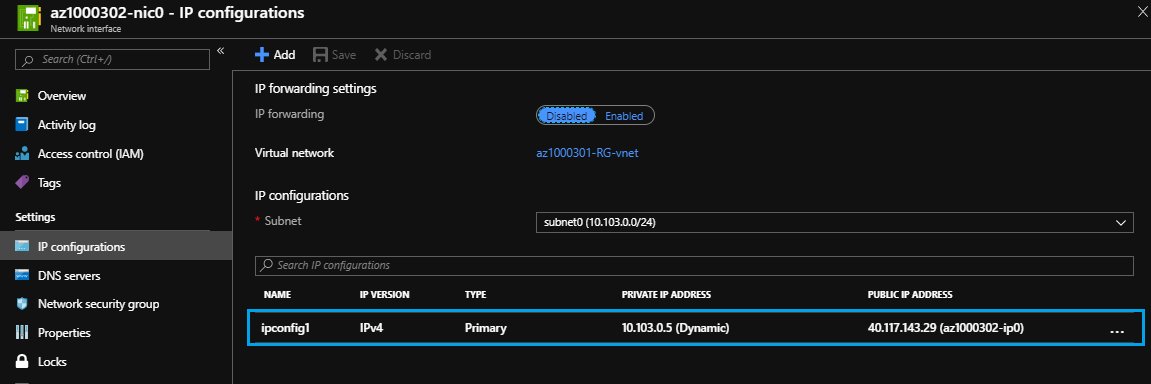 az1000302-nic0 - IP configurations
Network interface
Search (Ctrl+/)
«
Overview
Activity log
Access control (IAM)
Tags
Settings
IP configurations
DNS servers
Network security group
Properties
Locks
+ Add Save Discard
IP forwarding settings
IP forwarding Disabled Enabled
Virtual network az1000301-RG-vnet
IP configurations
* Subnet subnet0 (10.103.0.0/24)
Search IP configurations
NAME IP VERSION TYPE PRIVATE IP ADDRESS PUBLIC IP ADDRESS
ipconfig1 IPv4 Primary 10.103.0.5 (Dynamic) 40.117.143.29 (az1000302-ip0) ...